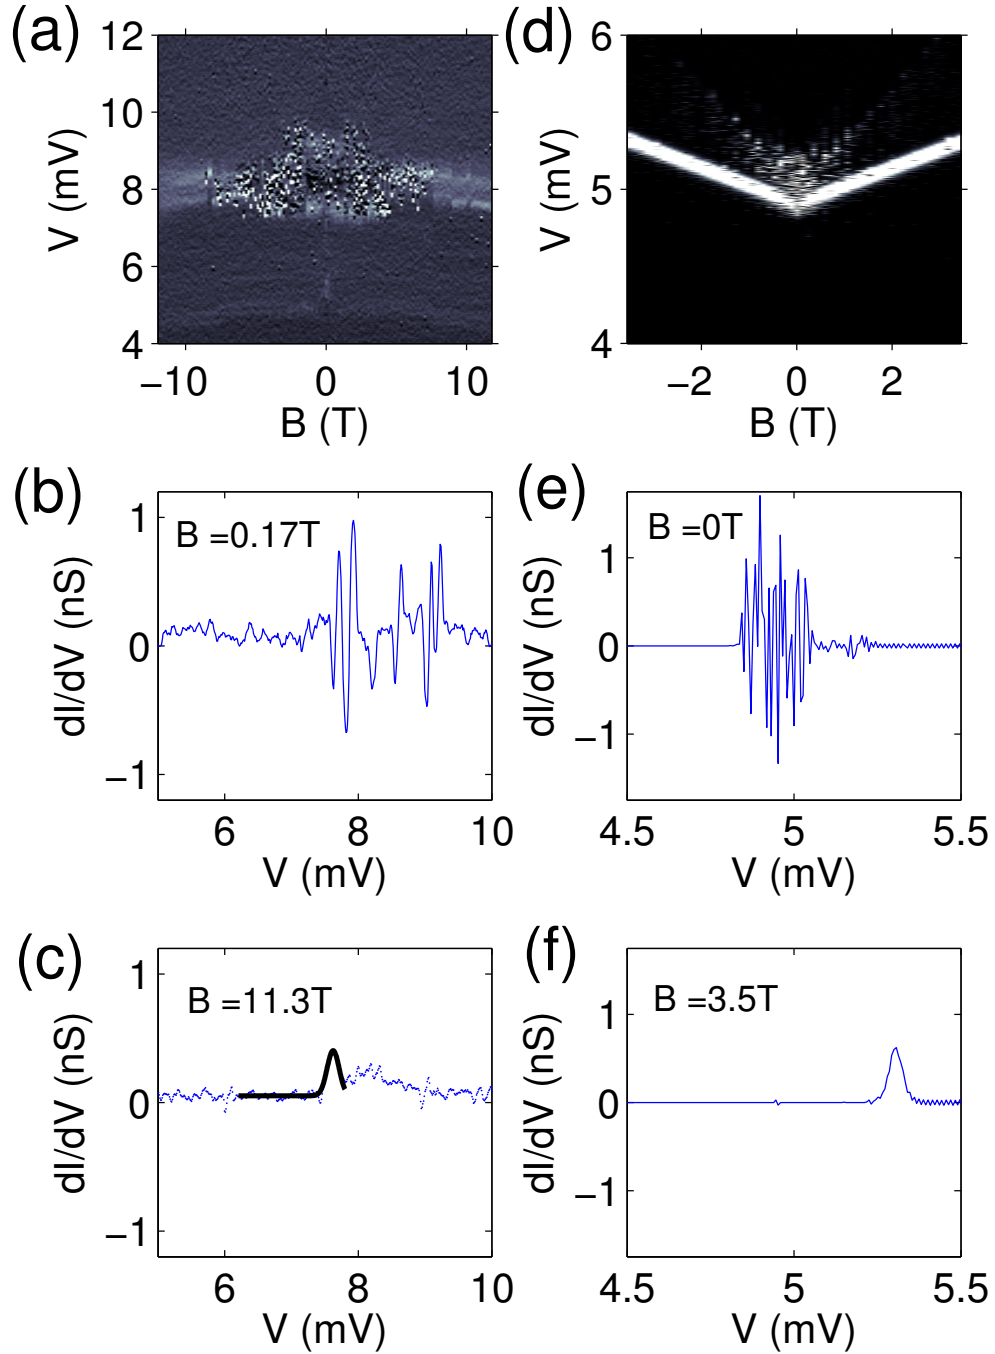 (a)
12
10
8
6
4
V (mV)
−10
0
10
B (T)
(d)
6
5
4
V (mV)
−2
0
2
B (T)
(b)
1
0
−1
dI/dV (nS)
B =0.17T
6
8
10
V (mV)
(e)
1
0
−1
dI/dV (nS)
B =0T
4.5
5
5.5
V (mV)
(c)
1
0
−1
dI/dV (nS)
B =11.3T
6
8
10
V (mV)
(f)
1
0
−1
dI/dV (nS)
B =3.5T
4.5
5
5.5
V (mV)